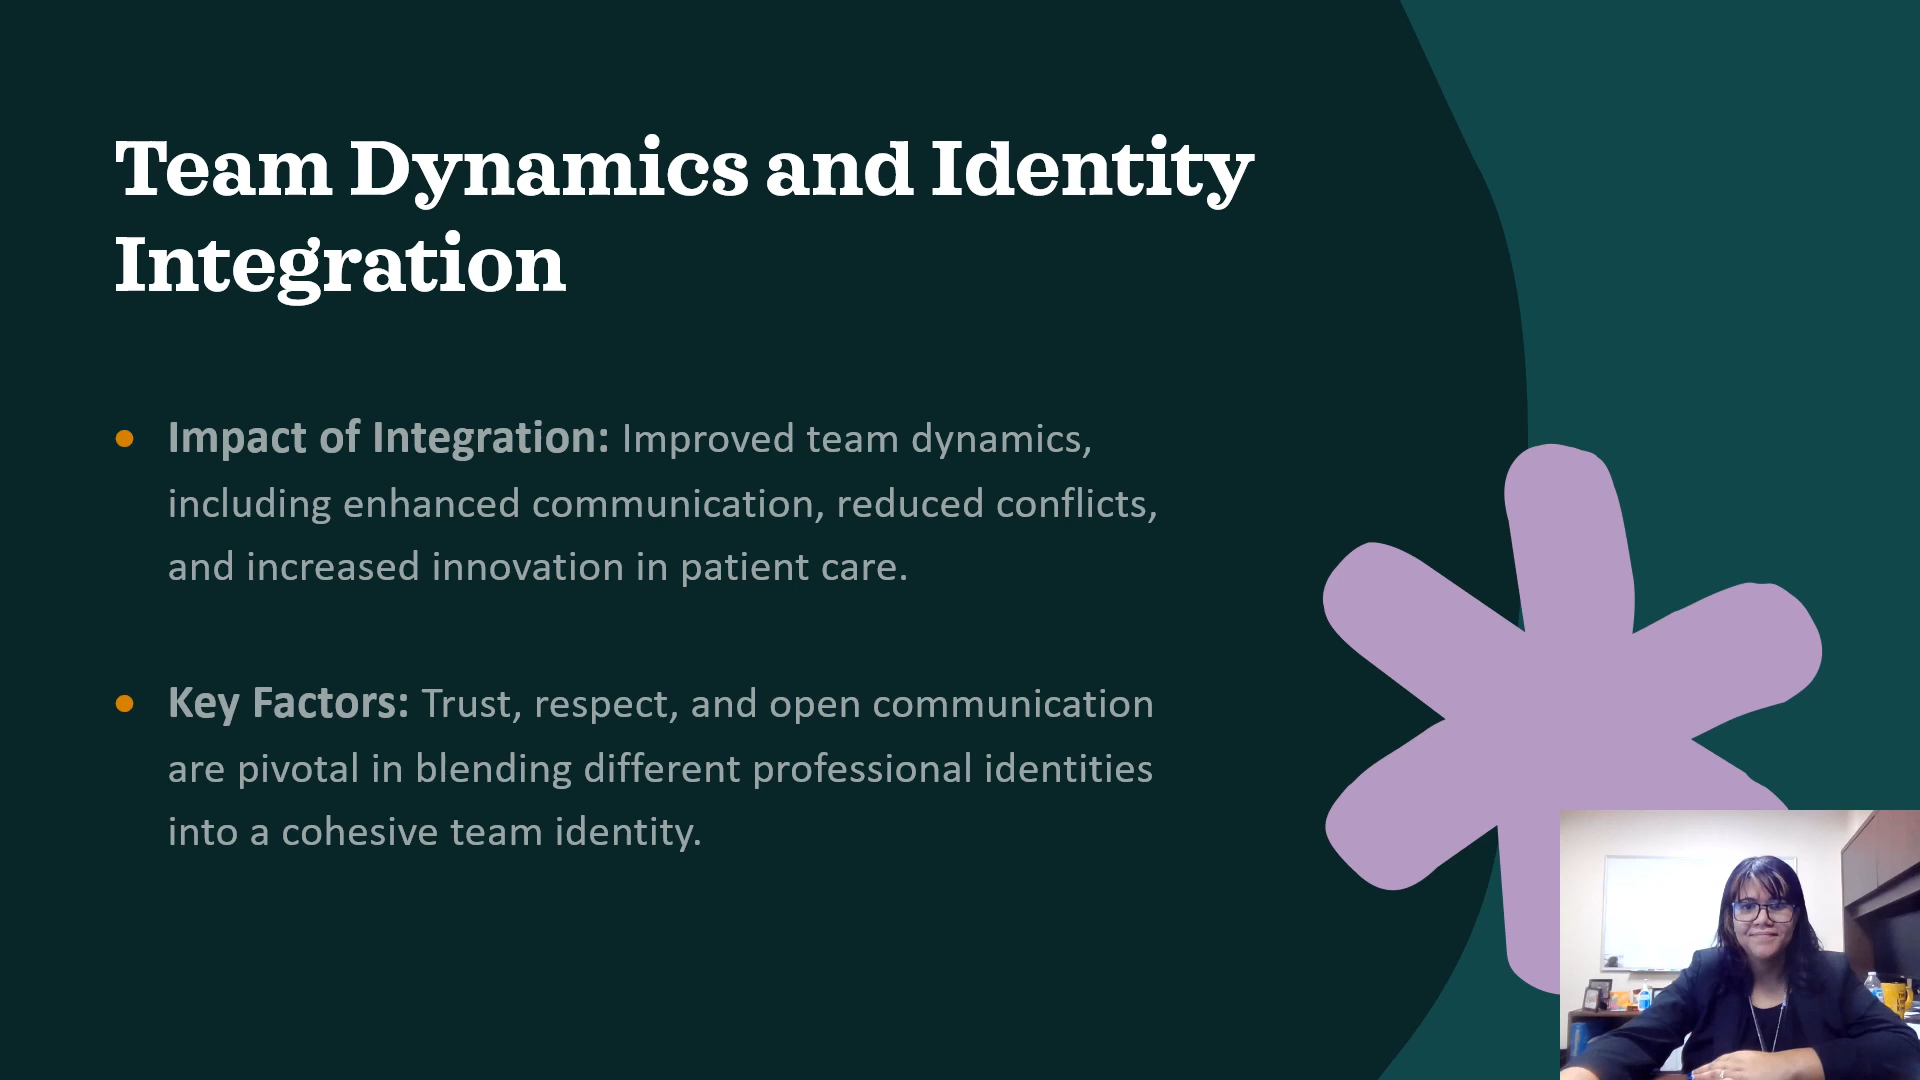 Team Dynamics and Identity
Integration
Impact of Integration: Improved team dynamics,
including enhanced communication, reduced conflicts,
and increased innovation in patient care.
Key Factors: Trust, respect, and open communication
are pivotal in blending different professional identities
into a cohesive team identity.